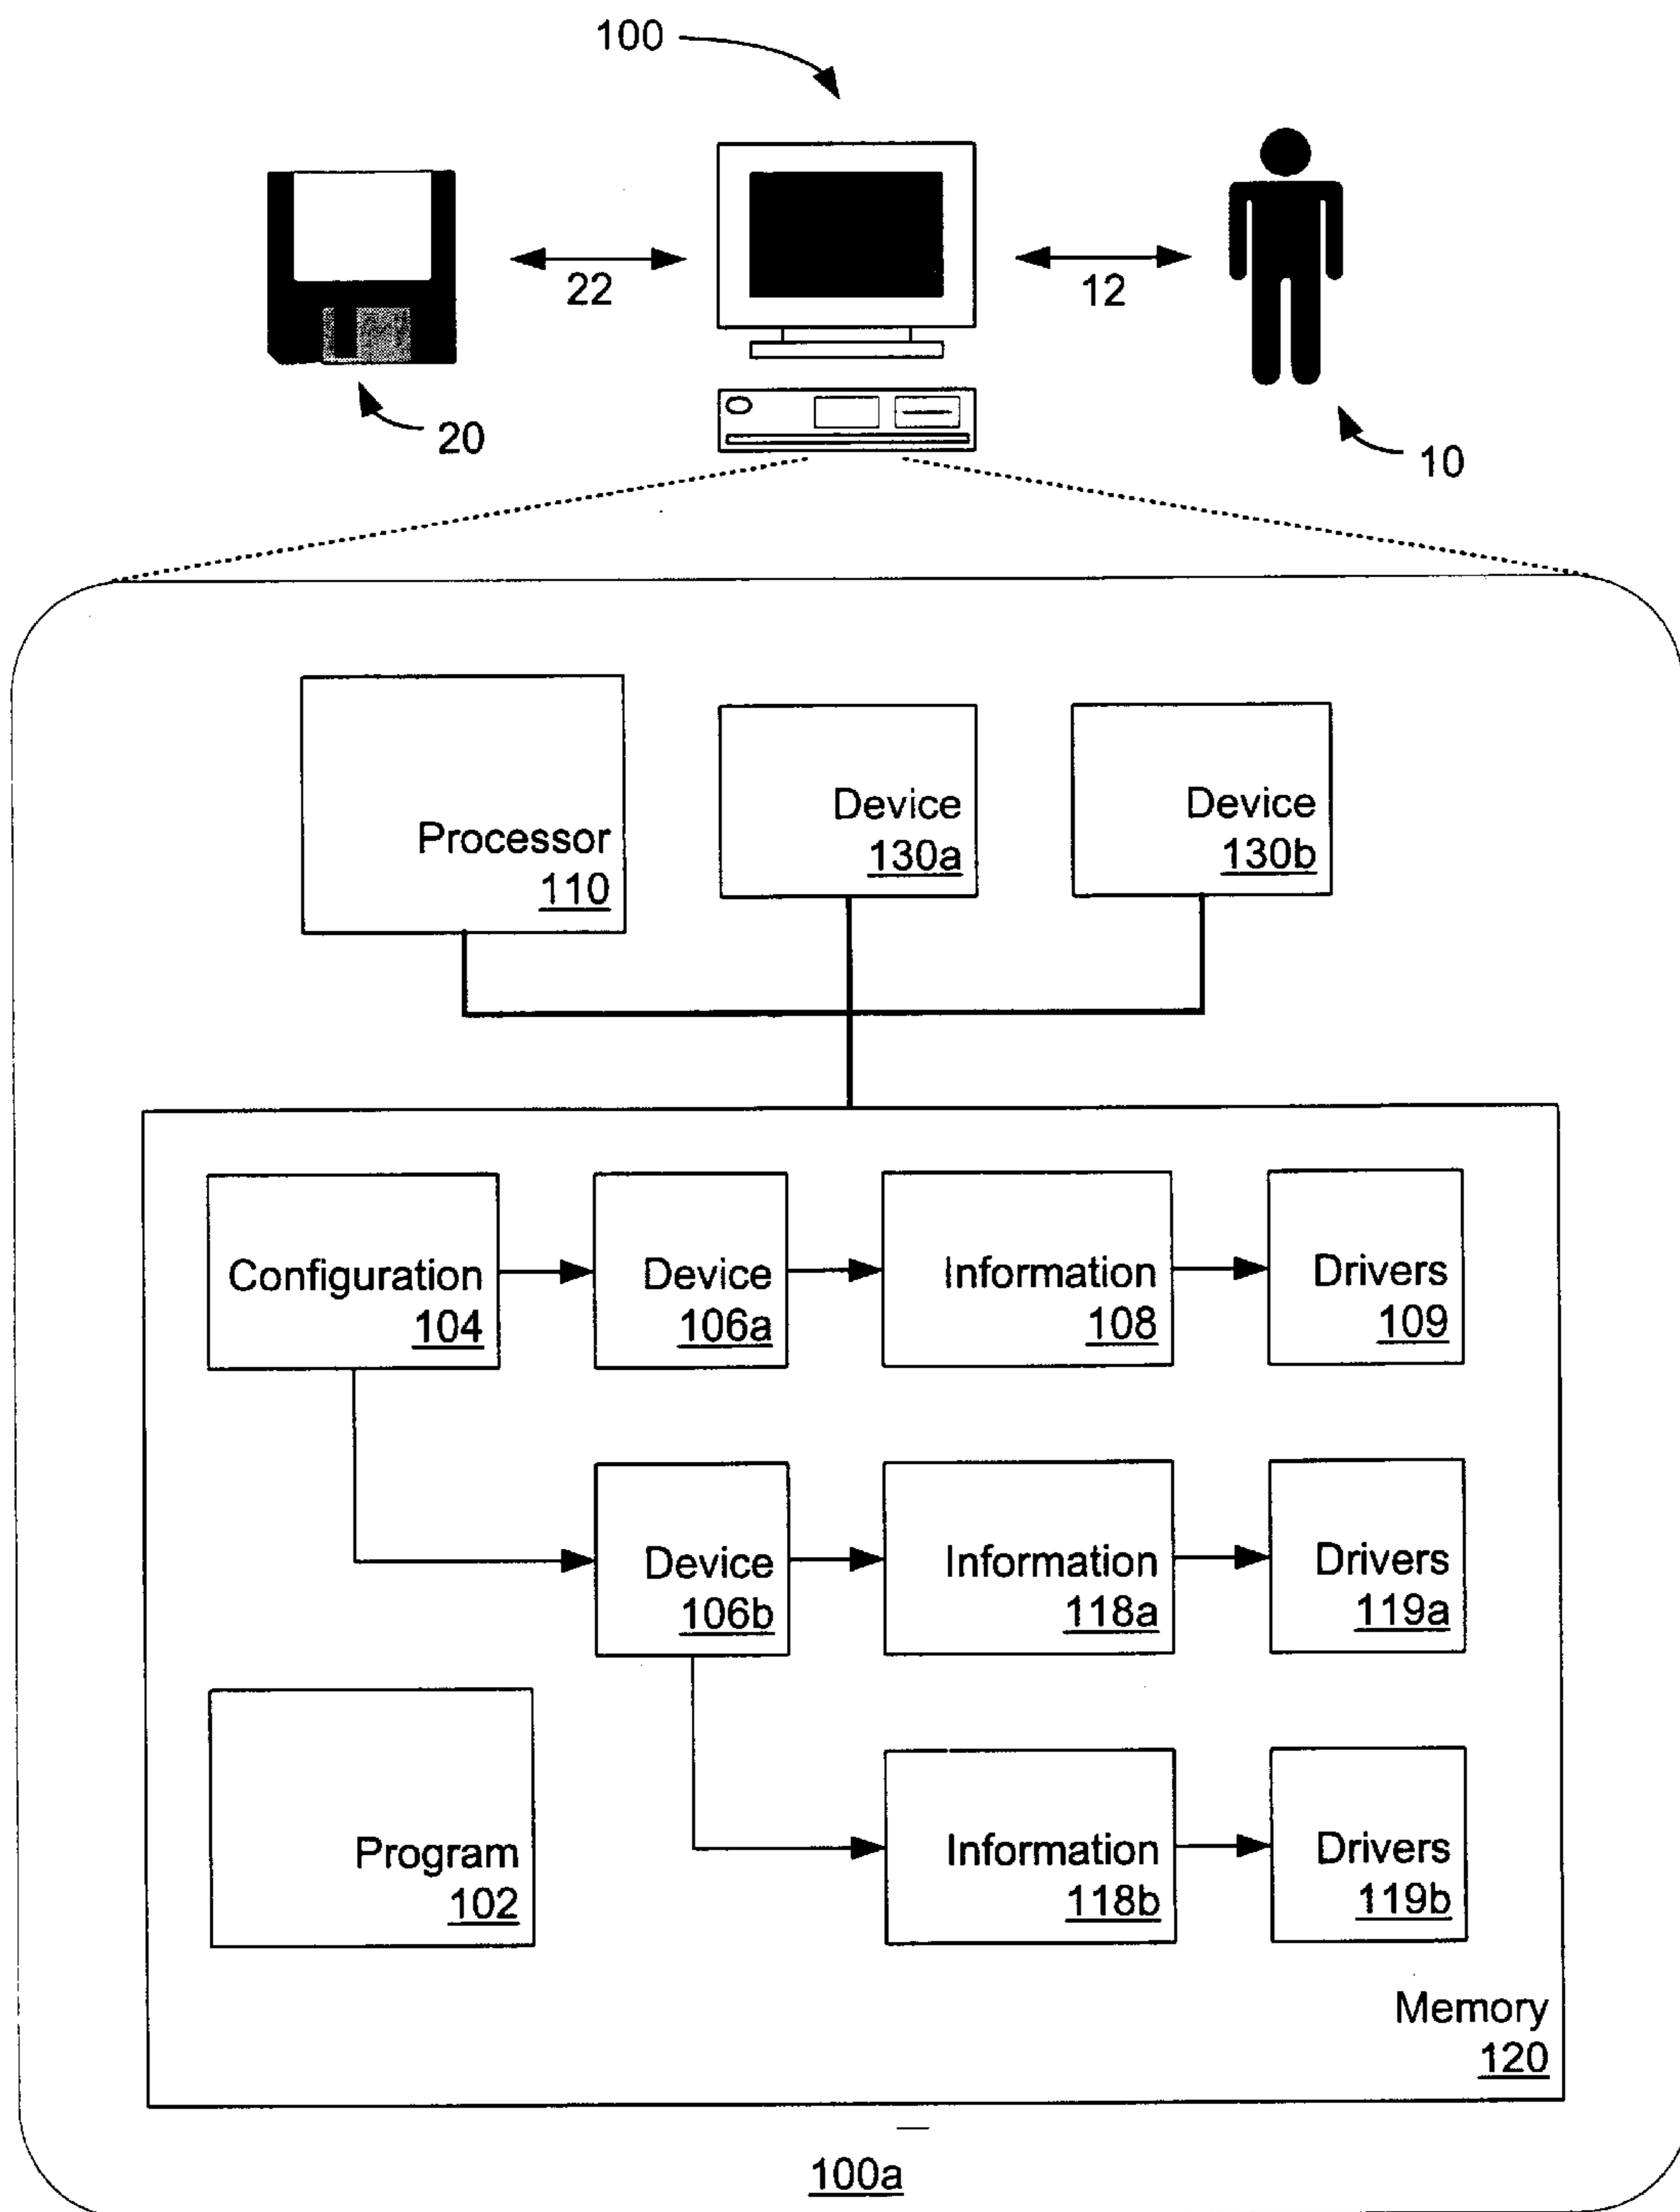 100
22
12
20
10
Processor
110
Device
130a
Device
130b
Configuration
104
Device
106a
Information
108
Drivers
109
Device
106b
Information
118a
Drivers
119a
Program
102
Information
118b
Drivers
119b
Memory
120
100a